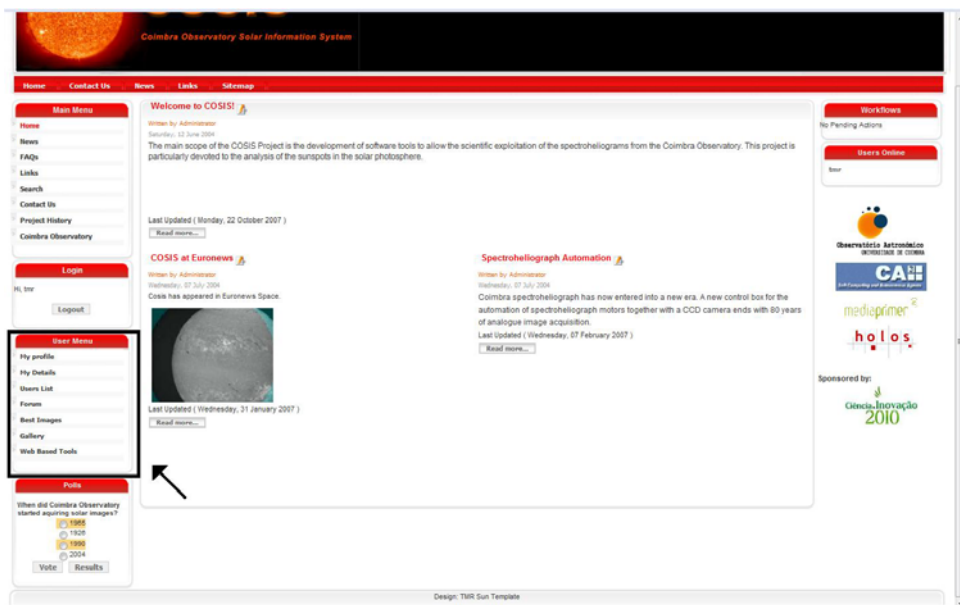 COSIS
Coimbra Observatory Solar Information System
Home Contact Us News Links Sitemap
Main Menu
Home
News
FAQs
Links
Search
Contact Us
Project History
Coimbra Observatory
Login
Hi, tmr
Logout
User Menu
My profile
My Details
Users List
Forum
Best Images
Gallery
Web Based Tools
Polls
When did Coimbra Observatory
started aquiring solar images?
1985
1926
1990
2004
Vote Results
Welcome to COSIS!
Written by Administrator
Saturday, 12 June 2004
The main scope of the COSIS Project is the development of software tools to allow the scientific exploitation of the spectroheliograms from the Coimbra Observatory. This project is
particularly devoted to the analysis of the sunspots in the solar photosphere.
Last Updated ( Monday, 22 October 2007 )
Read more...
COSIS at Euronews
Written by Administrator
Wednesday, 07 July 2004
Cosis has appeared in Euronews Space.
Last Updated ( Wednesday, 31 January 2007 )
Read more...
Spectroheliograph Automation
Written by Administrator
Wednesday, 07 July 2004
Coimbra spectroheliograph has now entered into a new era. A new control box for the
automation of spectroheliograph motors together with a CCD camera ends with 80 years
of analogue image acquisition.
Last Updated ( Wednesday, 07 February 2007 )
Read more...
Workflows
No Pending Actions
Users Online
tmr
Observatório Astronómico
UNIVERSIDADE DE COIMBRA
mediaprimer
holos
Sponsored by:
Ciência.Inovação
2010
Design: TMR Sun Template